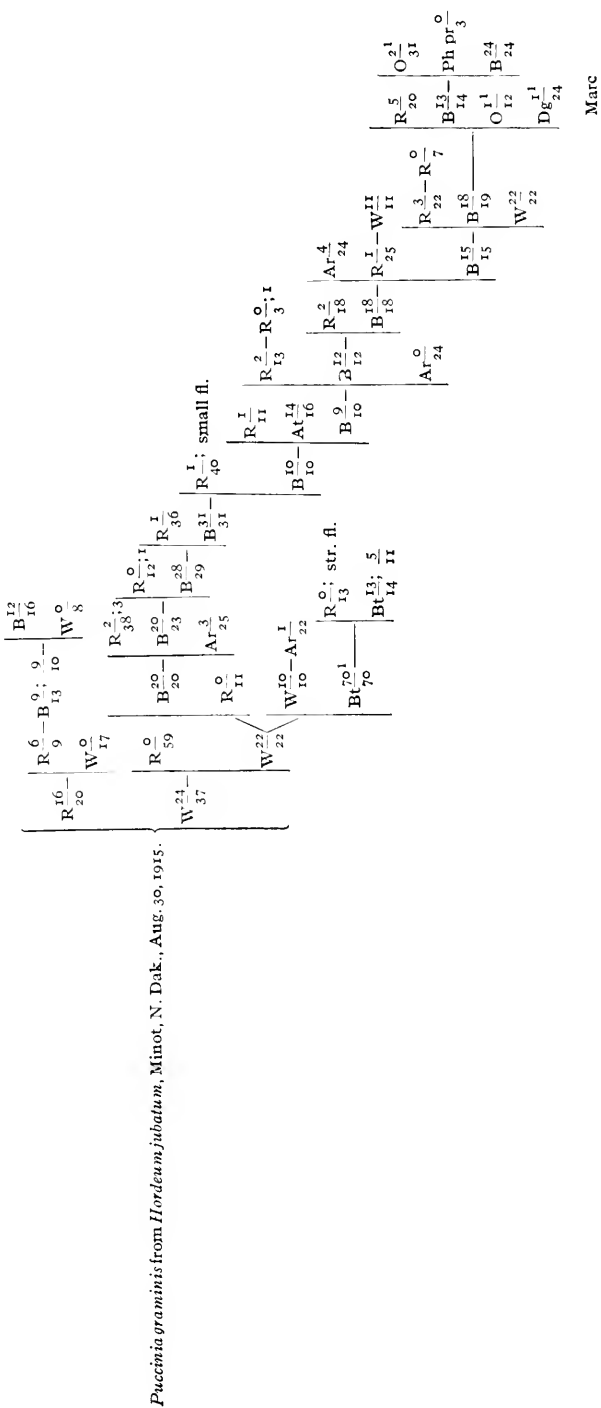 Puccinia graminis from Hordeum jubatum, Minot, N. Dak., Aug. 30, 1915.
R 16/20 —
R 6/9 — B 9/13; 9/10
B 12/16
W 0/8
W 0/17
W 24/37 —
R 0/59
W 22/22
B 20/20 —
R 2/38; 3
B 20/23 —
R 0/12; 1
B 28/29 —
R 1/36
B 31/31 —
R 1/40; small fl.
B 10/10 —
R 1/11
At 14/16
B 9/10 —
R 2/13 — R 0/3; 1
B 12/12 —
R 2/18
B 18/18 —
Ar 4/24
R 1/25 — W 11/11
B 15/15 —
R 3/22 — R 0/7
B 18/19
R 5/20
B 13/14 —
O 2¹/31
Ph pr 0/3
B 24/24
O 1¹/12
Dg 1¹/24
W 22/22
Ar 0/24
Ar 3/25
R 0/11
W 10/10 — Ar 1/22
Bt 70¹/70
R 0/13; str. fl.
Bt 13/14; 5/11
Marc